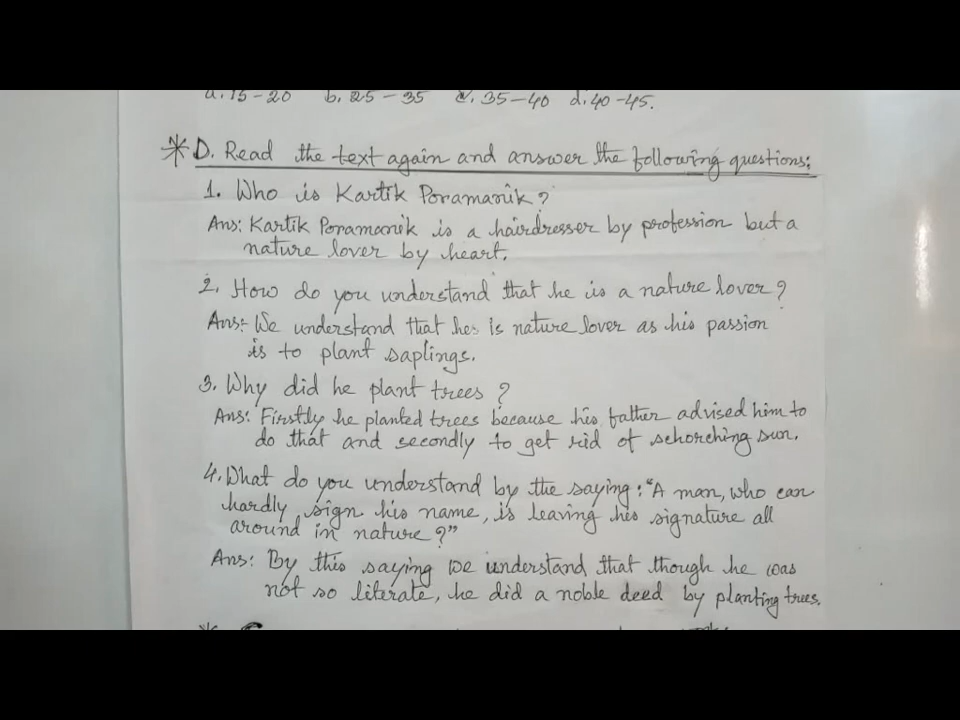 a. 15-20 b. 25-35 c. 35-40 d. 40-45.
* D. Read the text again and answer the following questions:
1. Who is Kartik Poramanik?
Ans: Kartik Poramanik is a hairdresser by profession but a
nature lover by heart.
2. How do you understand that he is a nature lover?
Ans:- We understand that he is nature lover as his passion
is to plant saplings.
3. Why did he plant trees?
Ans: Firstly he planted trees because his father advised him to
do that and secondly to get rid of schorching sun.
4. What do you understand by the saying: "A man, who can
hardly sign his name, is leaving his signature all
around in nature?"
Ans: By this saying we understand that though he was
not so literate, he did a noble deed by planting trees.